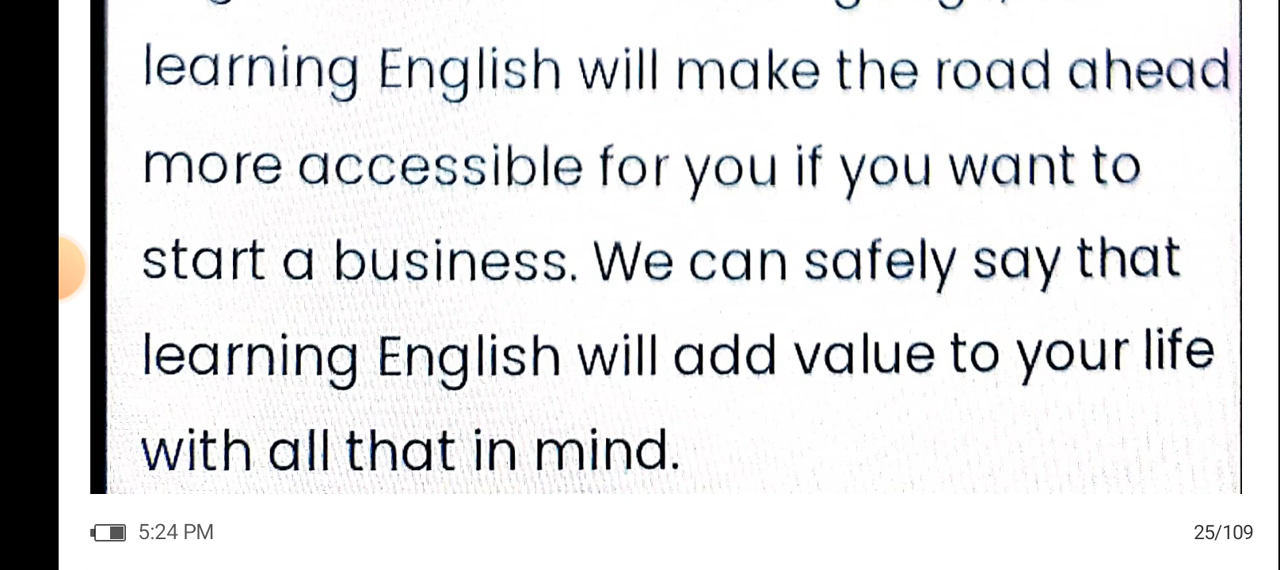 learning English will make the road ahead
more accessible for you if you want to
start a business. We can safely say that
learning English will add value to your life
with all that in mind.
5:24 PM
25/109